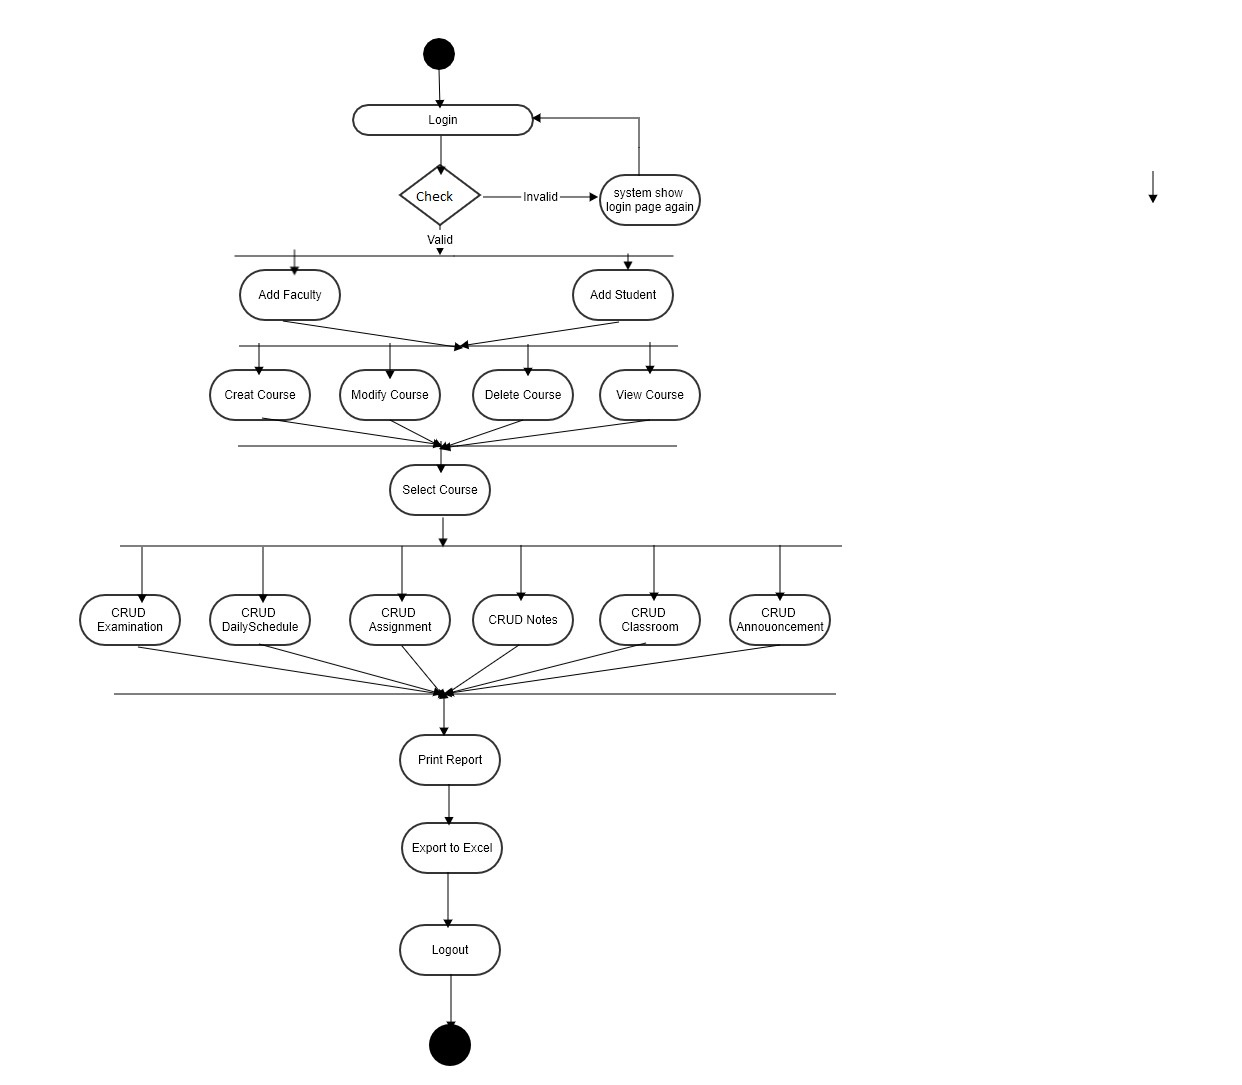 Login
Check
Invalid
system show
login page again
Valid
Add Faculty
Add Student
Creat Course
Modify Course
Delete Course
View Course
Select Course
CRUD
Examination
CRUD
DailySchedule
CRUD
Assignment
CRUD Notes
CRUD
Classroom
CRUD
Annouoncement
Print Report
Export to Excel
Logout